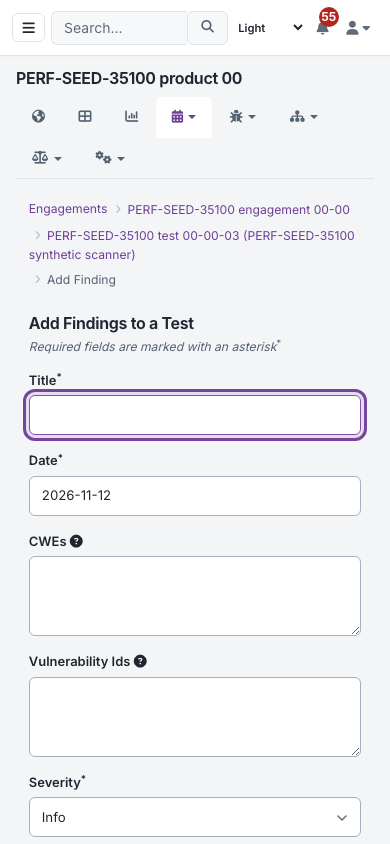 Search...
Light
55
PERF-SEED-35100 product 00
Engagements
PERF-SEED-35100 engagement 00-00
PERF-SEED-35100 test 00-00-03 (PERF-SEED-35100
synthetic scanner)
Add Finding
Add Findings to a Test
Required fields are marked with an asterisk*
Title*
Date*
2026-11-12
CWEs
Vulnerability Ids
Severity*
Info